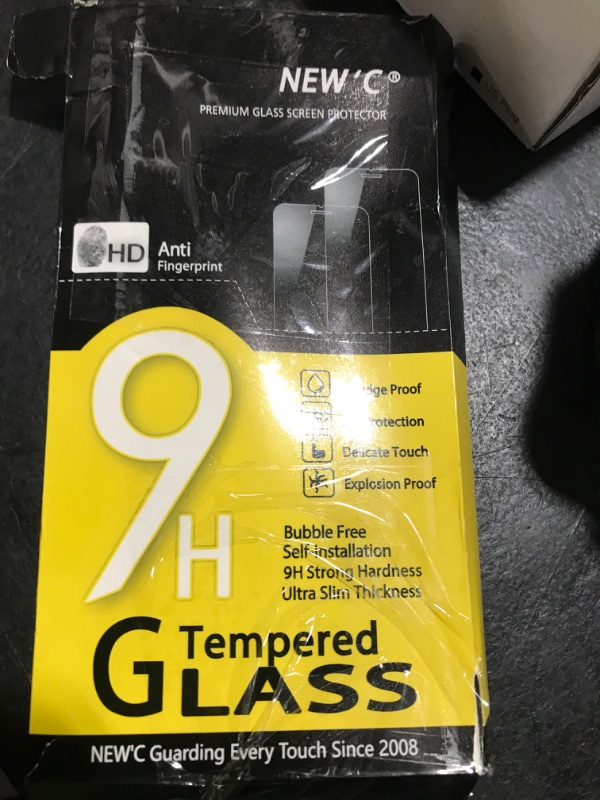 NEW'C®
PREMIUM GLASS SCREEN PROTECTOR
HD Anti
Fingerprint
9H
Proof
Delicate Touch
Explosion Proof
Bubble Free
Self-installation
9H Strong Hardness
Ultra Slim Thickness
Tempered
GLASS
NEW'C Guarding Every Touch Since 2008